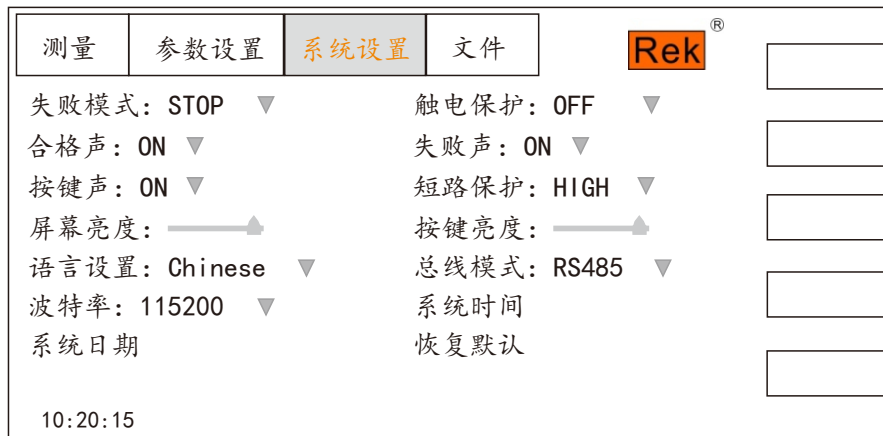 测量 参数设置 系统设置 文件 Rek®
失败模式：STOP ▼ 触电保护：OFF ▼
合格声：ON ▼ 失败声：ON ▼
按键声：ON ▼ 短路保护：HIGH ▼
屏幕亮度： 按键亮度：
语言设置：Chinese ▼ 总线模式：RS485 ▼
波特率：115200 ▼ 系统时间
系统日期 恢复默认
10:20:15